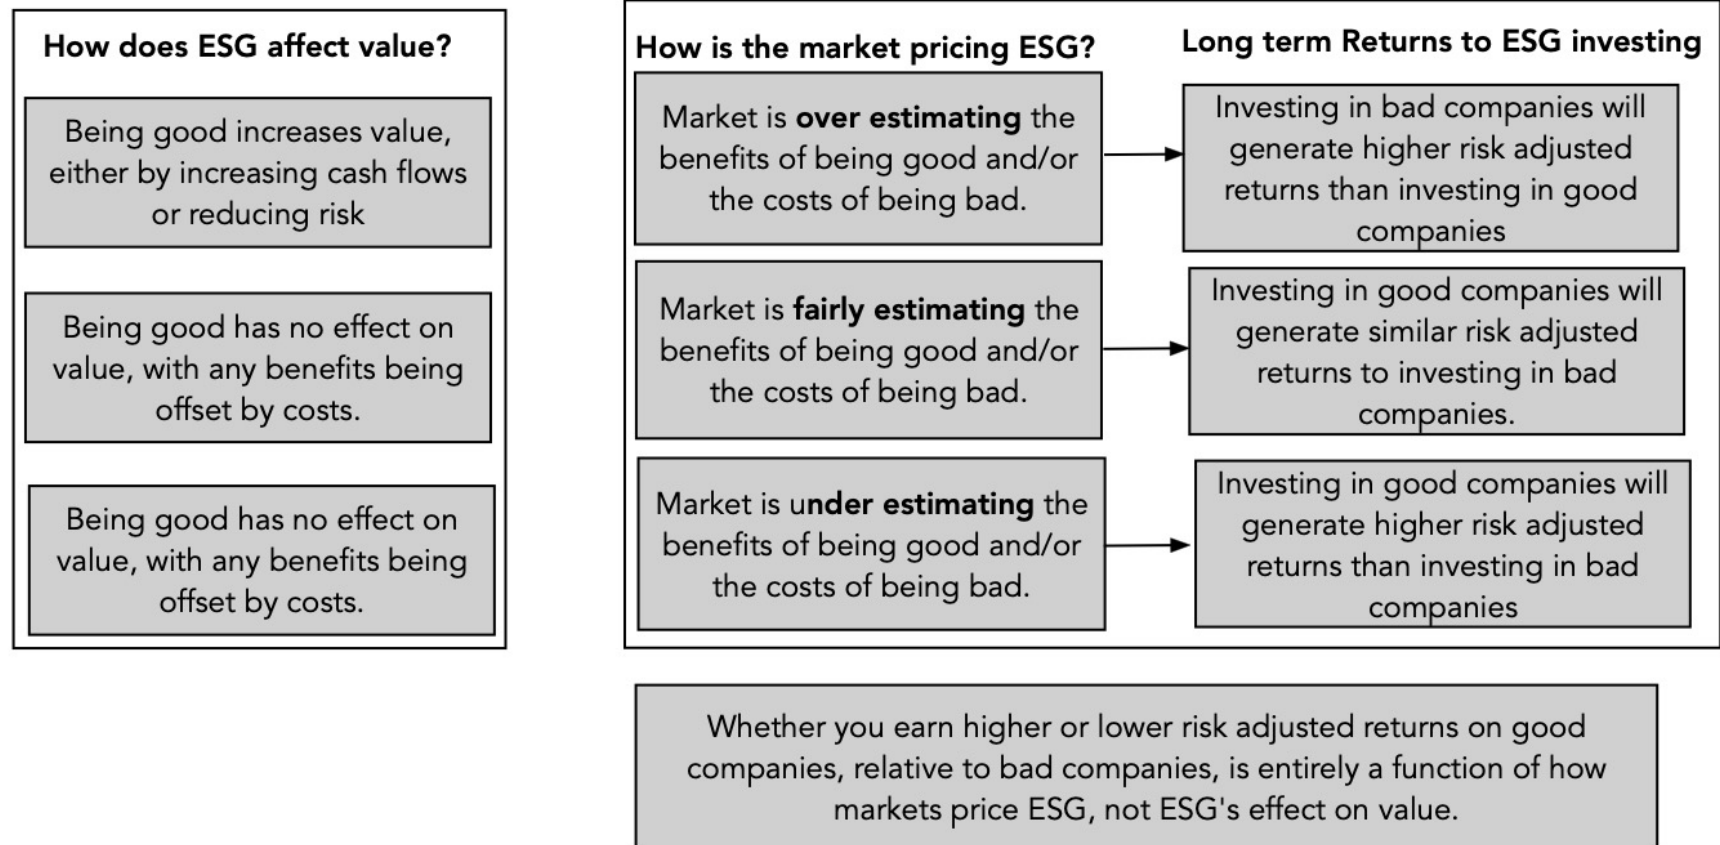 How does ESG affect value?
Being good increases value,
either by increasing cash flows
or reducing risk
Being good has no effect on
value, with any benefits being
offset by costs.
Being good has no effect on
value, with any benefits being
offset by costs.
How is the market pricing ESG?
Long term Returns to ESG investing
Market is over estimating the
benefits of being good and/or
the costs of being bad.
Investing in bad companies will
generate higher risk adjusted
returns than investing in good
companies
Market is fairly estimating the
benefits of being good and/or
the costs of being bad.
Investing in good companies will
generate similar risk adjusted
returns to investing in bad
companies.
Market is under estimating the
benefits of being good and/or
the costs of being bad.
Investing in good companies will
generate higher risk adjusted
returns than investing in bad
companies
Whether you earn higher or lower risk adjusted returns on good
companies, relative to bad companies, is entirely a function of how
markets price ESG, not ESG's effect on value.